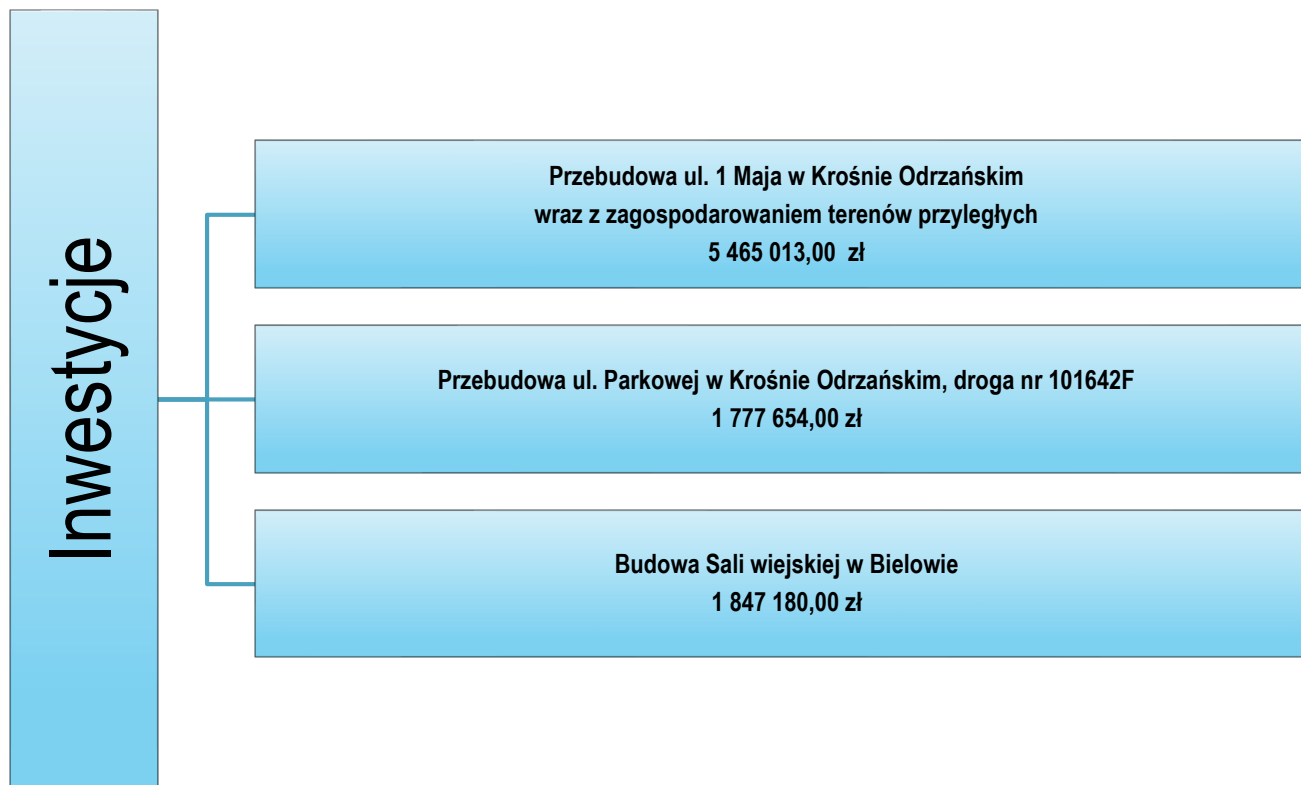 Inwestycje
Przebudowa ul. 1 Maja w Krośnie Odrzańskim
wraz z zagospodarowaniem terenów przyległych
5 465 013,00  zł
Przebudowa ul. Parkowej w Krośnie Odrzańskim, droga nr 101642F
1 777 654,00 zł
Budowa Sali wiejskiej w Bielowie
1 847 180,00 zł